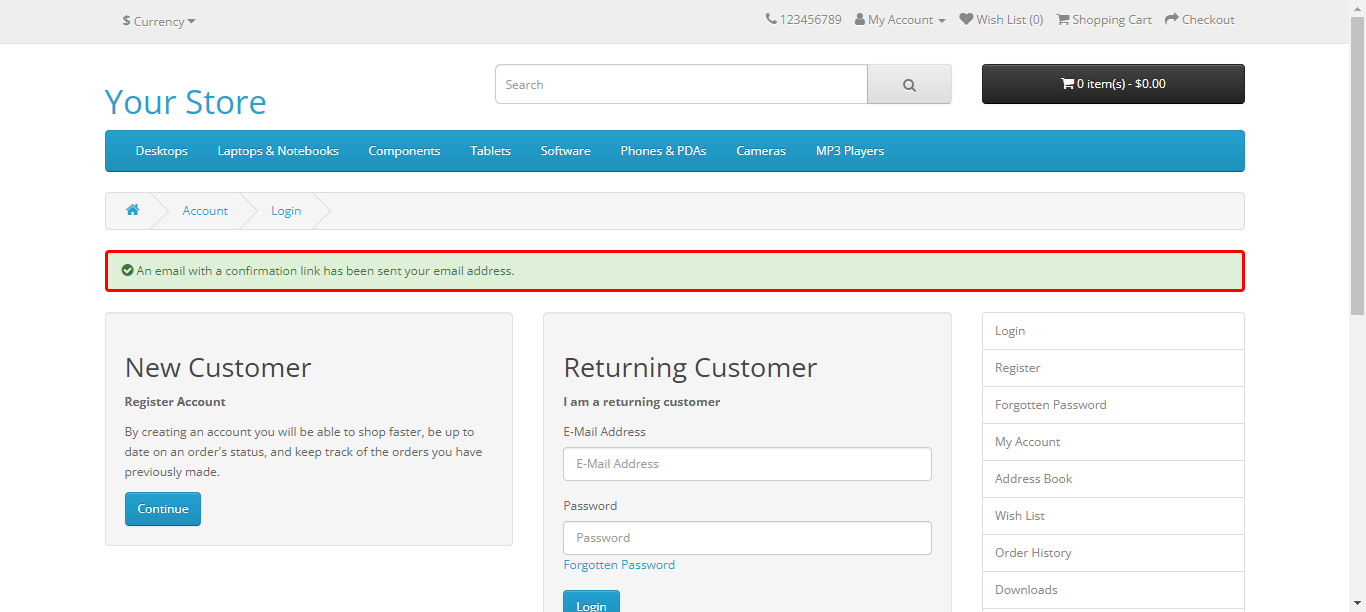 $ Currency
123456789 My Account Wish List (0) Shopping Cart Checkout
Your Store
Search
0 item(s) - $0.00
Desktops Laptops & Notebooks Components Tablets Software Phones & PDAs Cameras MP3 Players
Account Login
An email with a confirmation link has been sent your email address.
New Customer
Register Account
By creating an account you will be able to shop faster, be up to
date on an order's status, and keep track of the orders you have
previously made.
Continue
Returning Customer
I am a returning customer
E-Mail Address
E-Mail Address
Password
Password
Forgotten Password
Login
Login
Register
Forgotten Password
My Account
Address Book
Wish List
Order History
Downloads